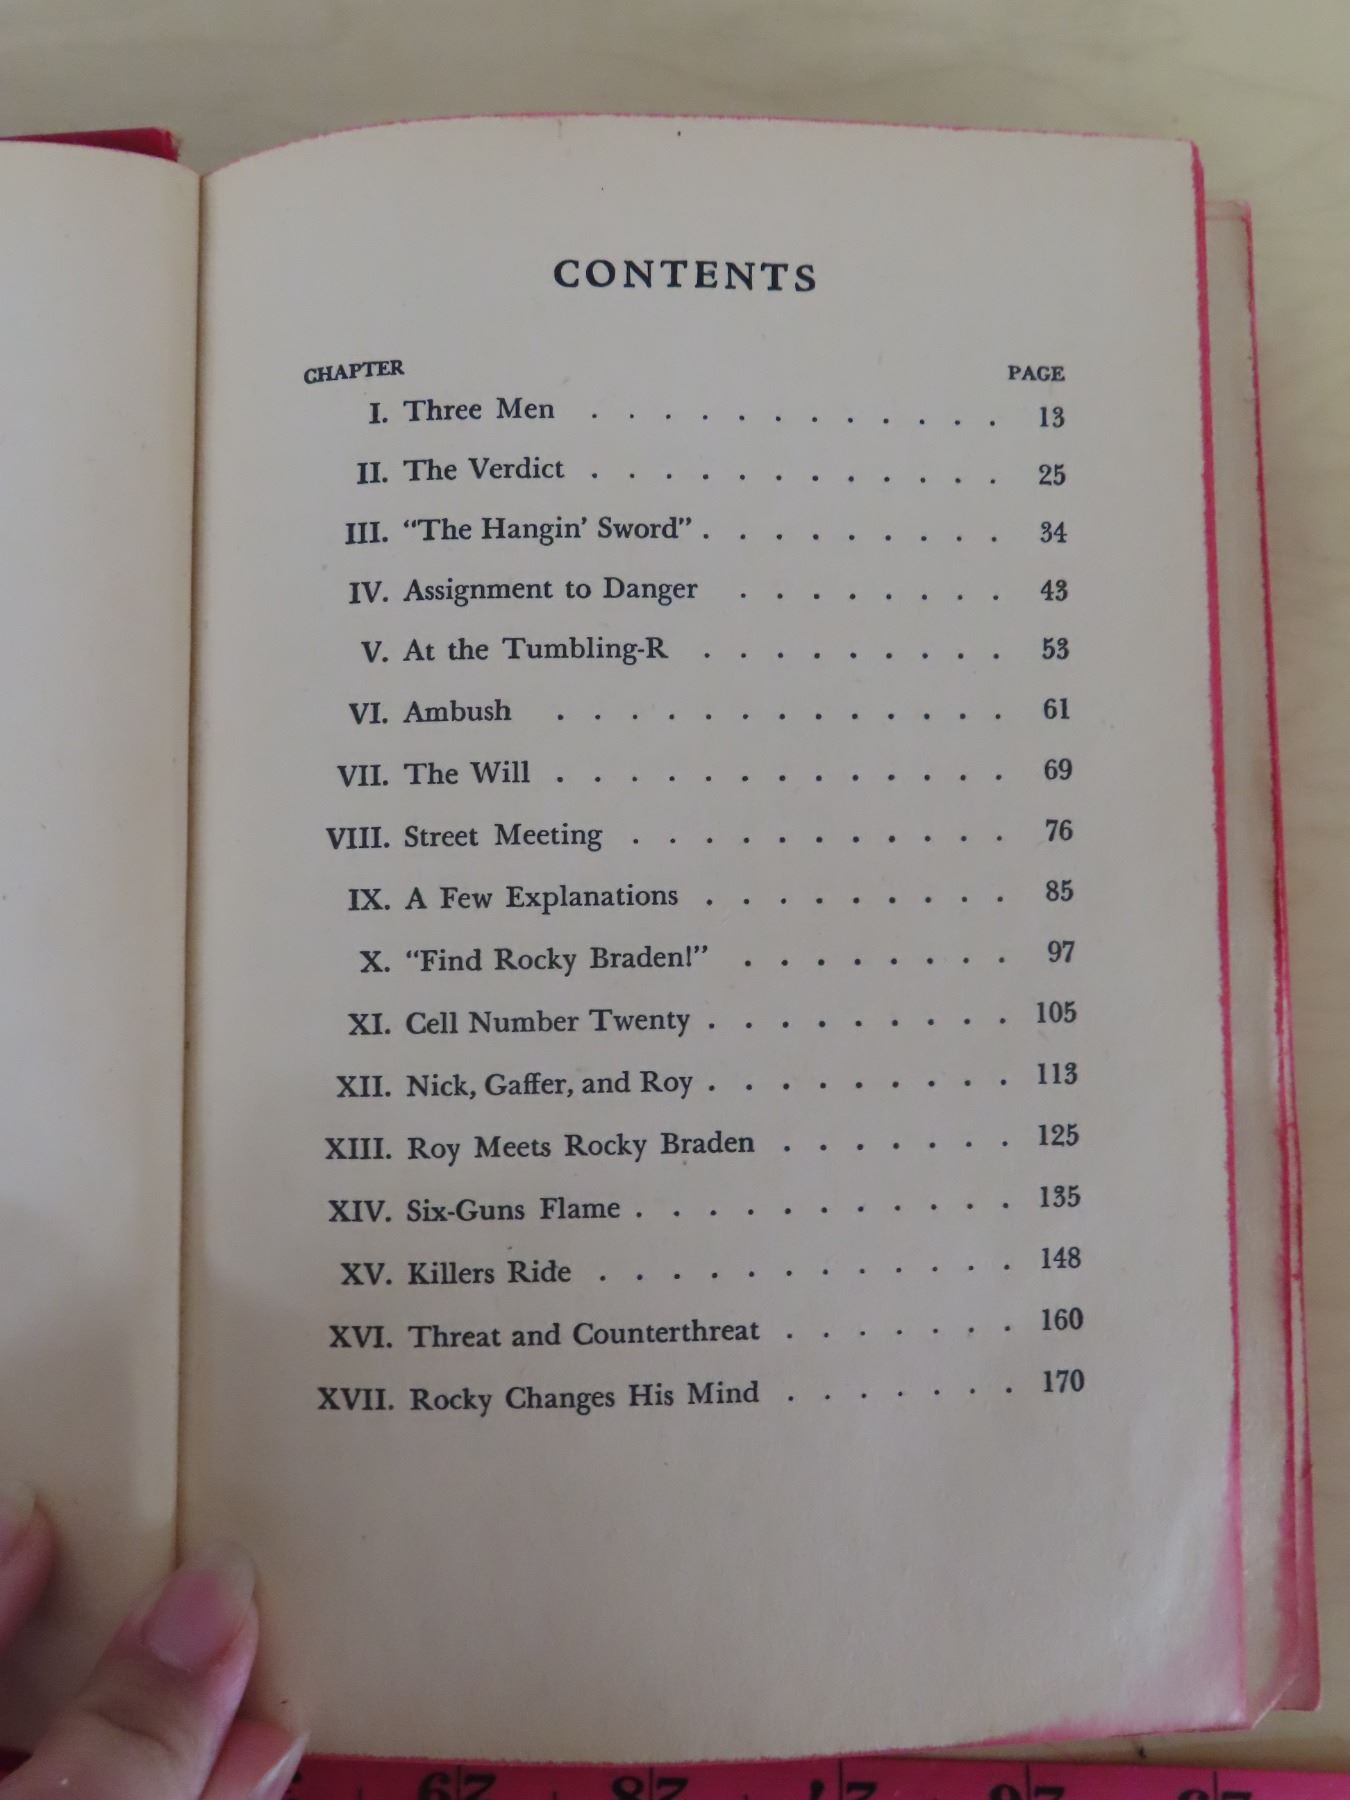 CONTENTS
CHAPTER PAGE
I. Three Men . . . . . . . . . . . . 13
II. The Verdict . . . . . . . . . . . . 25
III. “The Hangin’ Sword” . . . . . . . . . 34
IV. Assignment to Danger . . . . . . . . 43
V. At the Tumbling-R . . . . . . . . . 53
VI. Ambush . . . . . . . . . . . . . 61
VII. The Will . . . . . . . . . . . . . 69
VIII. Street Meeting . . . . . . . . . . . 76
IX. A Few Explanations . . . . . . . . . 85
X. “Find Rocky Braden!” . . . . . . . . 97
XI. Cell Number Twenty . . . . . . . . . 105
XII. Nick, Gaffer, and Roy . . . . . . . . . 113
XIII. Roy Meets Rocky Braden . . . . . . . 125
XIV. Six-Guns Flame . . . . . . . . . . . 135
XV. Killers Ride . . . . . . . . . . . . 148
XVI. Threat and Counterthreat . . . . . . . 160
XVII. Rocky Changes His Mind . . . . . . . 170